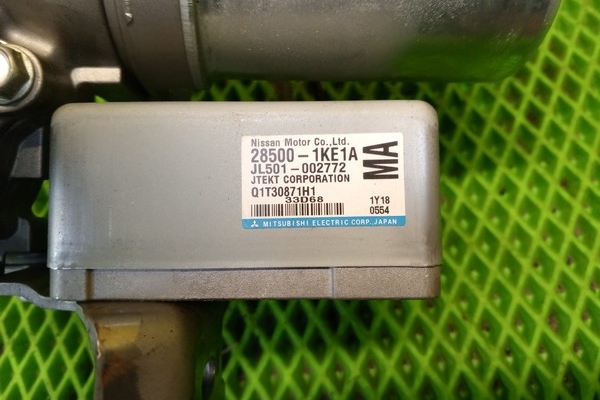 Nissan Motor Co.,Ltd.
28500-1KE1A
MA
JL501-002772
JTEKT CORPORATION
Q1T30871H1
33D68
1Y18
0554
MITSUBISHI ELECTRIC CORP.,JAPAN